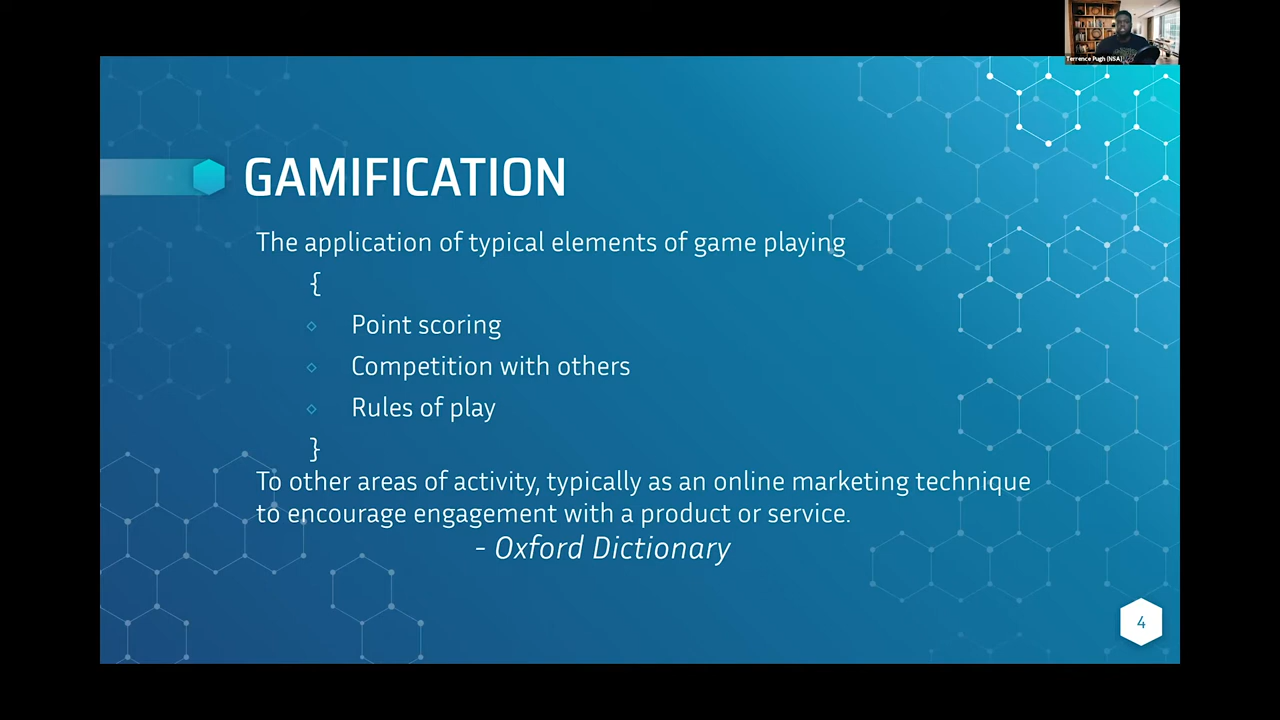 Terrence Pugh (NSA)
GAMIFICATION
The application of typical elements of game playing
{
Point scoring
Competition with others
Rules of play
}
To other areas of activity, typically as an online marketing technique
to encourage engagement with a product or service.
- Oxford Dictionary
4